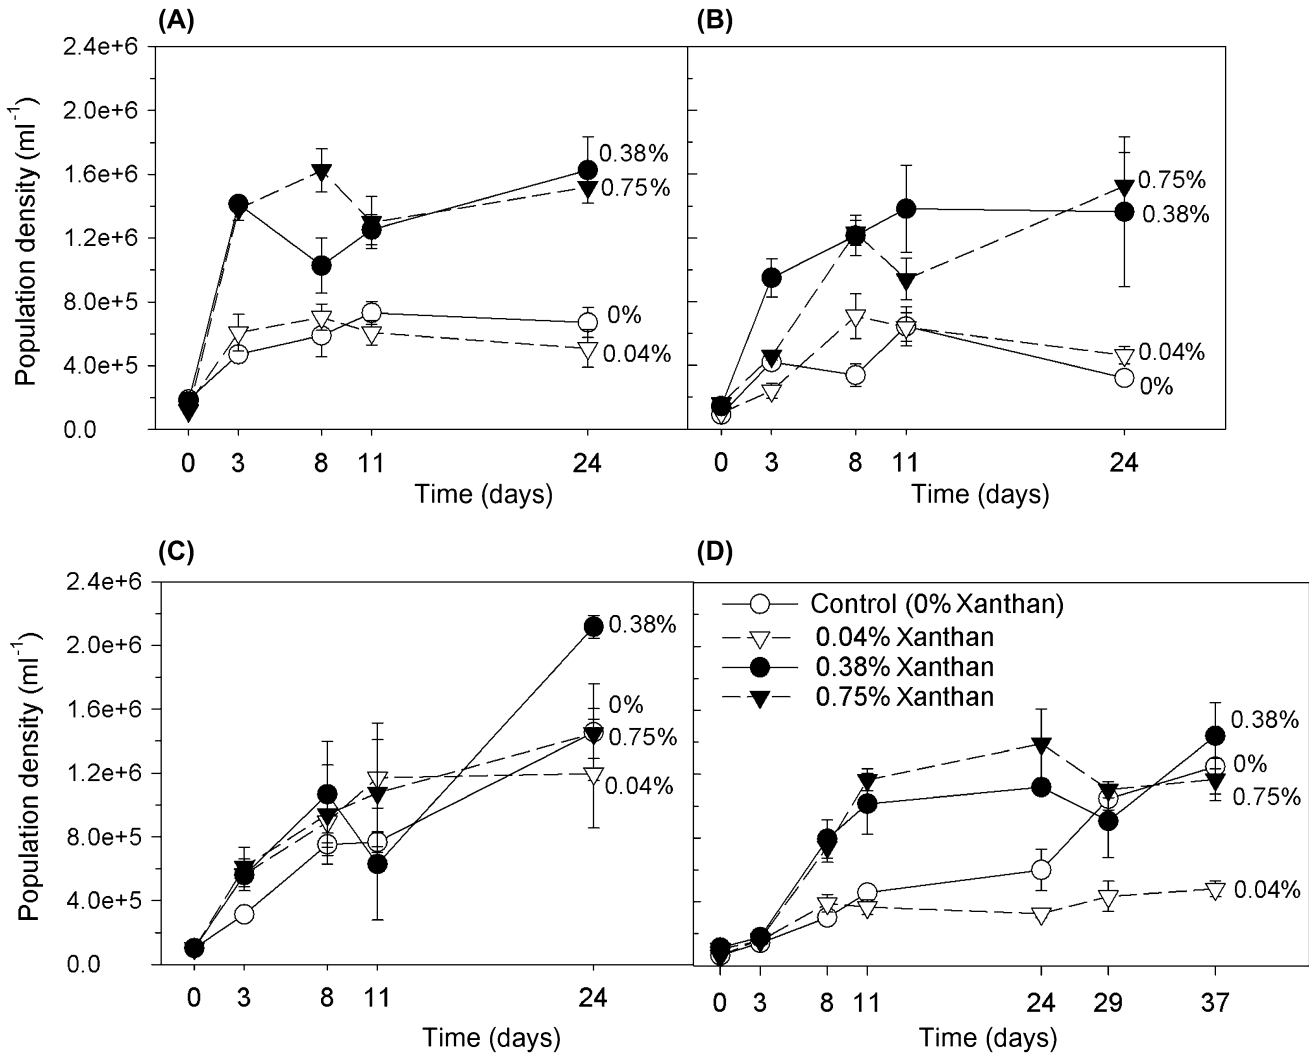 (A)
(B)
Population density (ml⁻¹)
2.4e+6
2.0e+6
1.6e+6
1.2e+6
8.0e+5
4.0e+5
0.0
0.38%
0.75%
0%
0.04%
0.75%
0.38%
0.04%
0%
0 3 8 11 24
0 3 8 11 24
Time (days)
Time (days)
(C)
(D)
Population density (ml⁻¹)
2.4e+6
2.0e+6
1.6e+6
1.2e+6
8.0e+5
4.0e+5
0.0
0.38%
0%
0.75%
0.04%
Control (0% Xanthan)
0.04% Xanthan
0.38% Xanthan
0.75% Xanthan
0.38%
0%
0.75%
0.04%
0 3 8 11 24
0 3 8 11 24 29 37
Time (days)
Time (days)